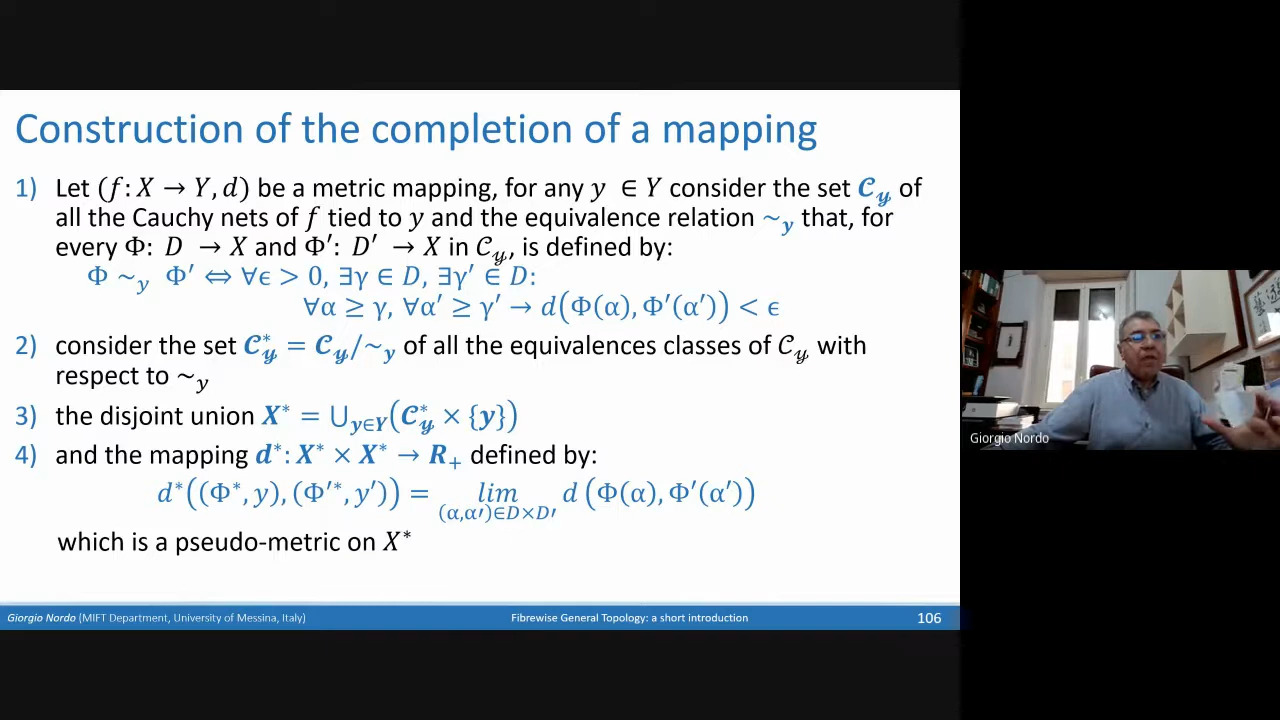 Construction of the completion of a mapping
1) Let (f: X → Y, d) be a metric mapping, for any y ∈ Y consider the set 𝓒_𝔂 of
all the Cauchy nets of f tied to y and the equivalence relation ~_y that, for
every Φ: D → X and Φ′: D′ → X in 𝒞_𝓎, is defined by:
Φ ~_y Φ′ ⇔ ∀ϵ > 0, ∃γ ∈ D, ∃γ′ ∈ D:
∀α ≥ γ, ∀α′ ≥ γ′ → d(Φ(α), Φ′(α′)) < ϵ
2) consider the set 𝓒*_𝔂 = 𝓒_𝔂/~_y of all the equivalences classes of 𝒞_𝓎 with
respect to ~_y
3) the disjoint union X* = ⋃_{y∈Y}(𝓒*_𝔂 × {y})
4) and the mapping d*: X* × X* → R_+ defined by:
d*((Φ*, y), (Φ′*, y′)) = lim_{(α,α′)∈D×D′} d (Φ(α), Φ′(α′))
which is a pseudo-metric on X*
Giorgio Nordo (MIFT Department, University of Messina, Italy) Fibrewise General Topology: a short introduction 106
Giorgio Nordo